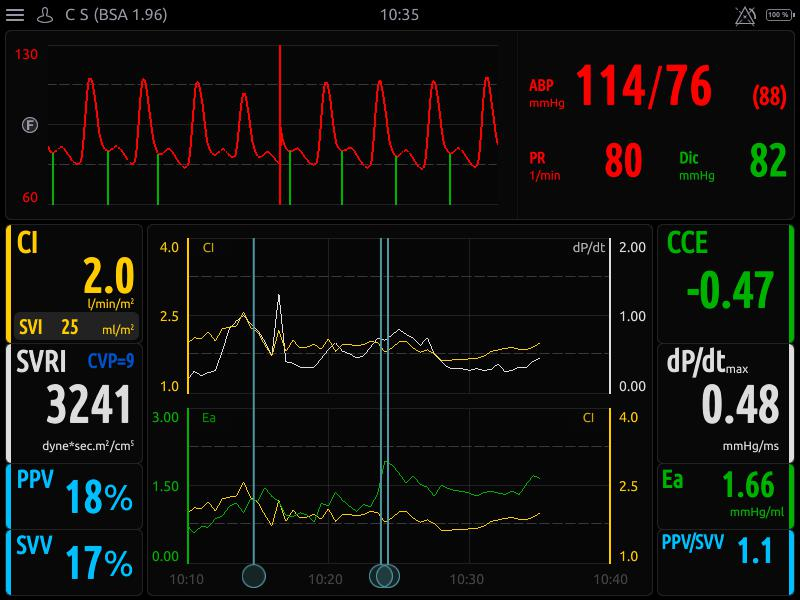 C S (BSA 1.96) 10:35 100 %
130
F
60
ABP mmHg 114/76 (88)
PR 1/min 80 Dic mmHg 82
CI
2.0
l/min/m²
SVI 25 ml/m²
SVRI CVP=9
3241
dyne*sec.m²/cm⁵
PPV 18%
SVV 17%
4.0 CI dP/dt 2.00
2.5 1.00
1.0 0.00
3.00 Ea CI 4.0
1.50 2.5
0.00 1.0
10:10 10:20 10:30 10:40
CCE
-0.47
dP/dtmax
0.48
mmHg/ms
Ea 1.66
mmHg/ml
PPV/SVV 1.1